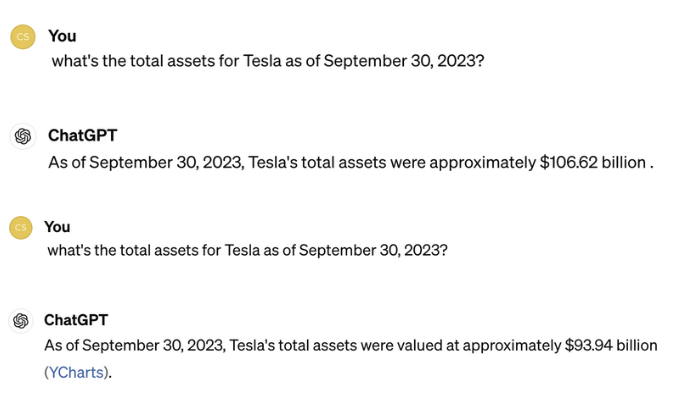 CS
You
what's the total assets for Tesla as of September 30, 2023?
ChatGPT
As of September 30, 2023, Tesla's total assets were approximately $106.62 billion .
CS
You
what's the total assets for Tesla as of September 30, 2023?
ChatGPT
As of September 30, 2023, Tesla's total assets were valued at approximately $93.94 billion
(YCharts).